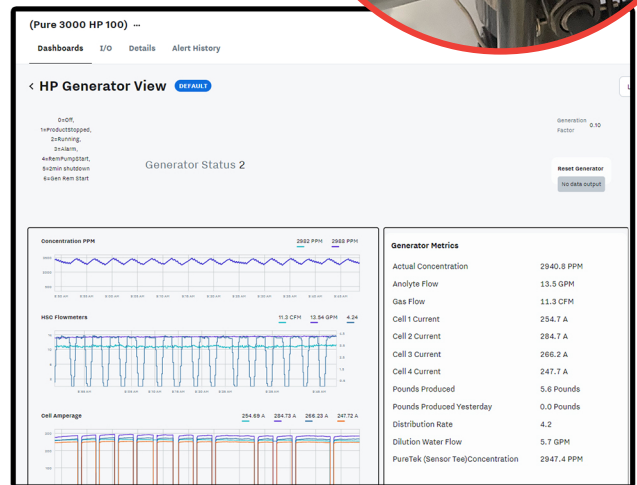 (Pure 3000 HP 100) ...
Dashboards I/O Details Alert History
< HP Generator View DEFAULT
0=Off,
1=ProductStopped,
2=Running,
3=Alarm,
4=RemPumpStart,
5=2min shutdown
6=Gen Rem Start
Generator Status 2
Generation
Factor 0.10
Reset Generator
No data output
Concentration PPM 2982 PPM 2988 PPM
HSC Flowmeters 11.3 CFM 13.54 GPM 4.24
Cell Amperage 254.69 A 284.73 A 266.23 A 247.72 A
Generator Metrics
Actual Concentration 2940.8 PPM
Anolyte Flow 13.5 GPM
Gas Flow 11.3 CFM
Cell 1 Current 254.7 A
Cell 2 Current 284.7 A
Cell 3 Current 266.2 A
Cell 4 Current 247.7 A
Pounds Produced 5.6 Pounds
Pounds Produced Yesterday 0.0 Pounds
Distribution Rate 4.2
Dilution Water Flow 5.7 GPM
PureTek (Sensor Tee)Concentration 2947.4 PPM